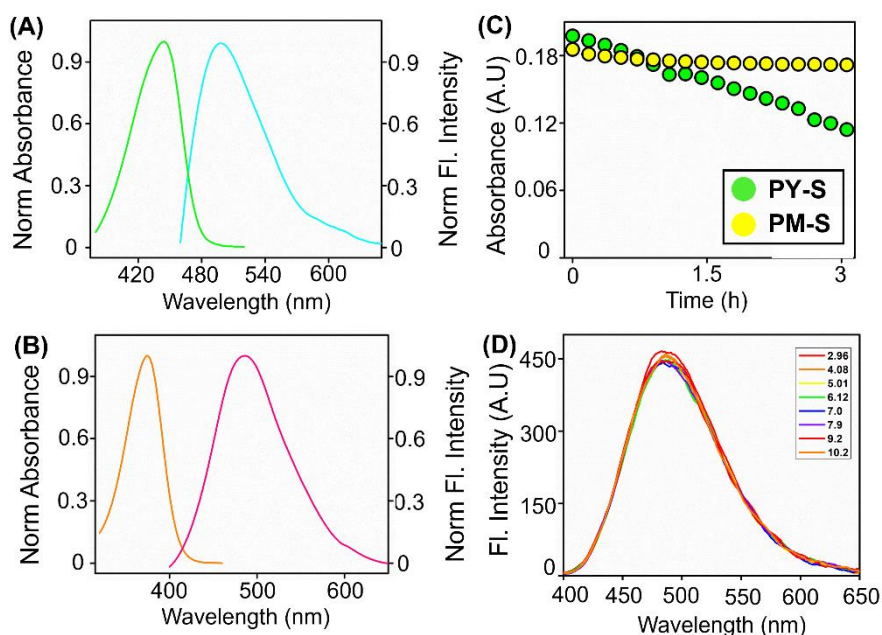 (A)
Norm Absorbance
0.9
0.6
0.3
0
0.9
0.6
0.3
0
Norm Fl. Intensity
420 480 540 600
Wavelength (nm)
(C)
Absorbance (A.U)
0.18
0.12
0.06
0
PY-S
PM-S
0 1.5 3
Time (h)
(B)
Norm Absorbance
0.9
0.6
0.3
0
0.9
0.6
0.3
0
Norm Fl. Intensity
400 500 600
Wavelength (nm)
(D)
Fl. Intensity (A.U)
450
300
150
0
2.96
4.08
5.01
6.12
7.0
7.9
9.2
10.2
400 450 500 550 600 650
Wavelength (nm)